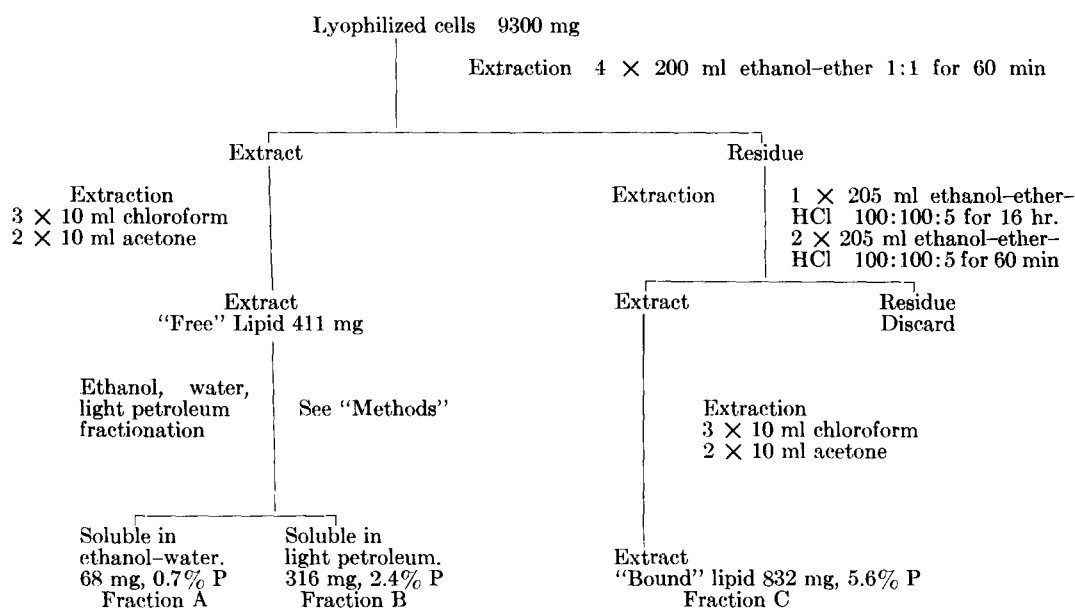 Lyophilized cells 9300 mg
Extraction 4 × 200 ml ethanol–ether 1:1 for 60 min
Extract
Residue
Extraction
3 × 10 ml chloroform
2 × 10 ml acetone
Extraction
1 × 205 ml ethanol–ether–
HCl 100:100:5 for 16 hr.
2 × 205 ml ethanol–ether–
HCl 100:100:5 for 60 min
Extract
"Free" Lipid 411 mg
Extract
Residue
Discard
Ethanol, water,
light petroleum
fractionation
See "Methods"
Extraction
3 × 10 ml chloroform
2 × 10 ml acetone
Soluble in
ethanol–water.
68 mg, 0.7% P
Fraction A
Soluble in
light petroleum.
316 mg, 2.4% P
Fraction B
Extract
"Bound" lipid 832 mg, 5.6% P
Fraction C